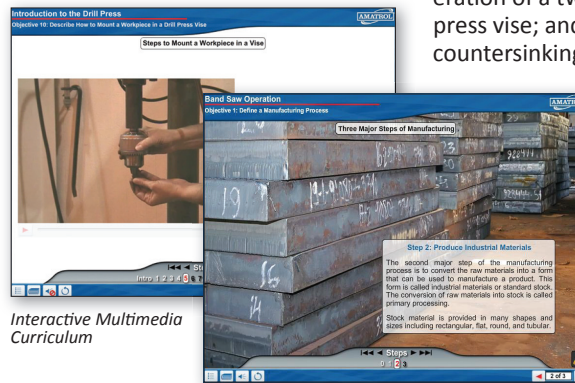 eration of a tw
press vise; and
countersinking
Introduction to the Drill Press
AMATROL
Objective 10: Describe How to Mount a Workpiece in a Drill Press Vise
Steps to Mount a Workpiece in a Vise
Intro 1 2 3 4 5 6
Interactive Multimedia
Curriculum
Band Saw Operation
AMATROL
Objective 1: Define a Manufacturing Process
Three Major Steps of Manufacturing
19
16
14
Step 2: Produce Industrial Materials
The second major step of the manufacturing
process is to convert the raw materials into a form
that can be used to manufacture a product. This
form is called industrial materials or standard stock.
The conversion of raw materials into stock is called
primary processing.
Stock material is provided in many shapes and
sizes including rectangular, flat, round, and tubular.
Steps
0 1 2 3
2 of 3